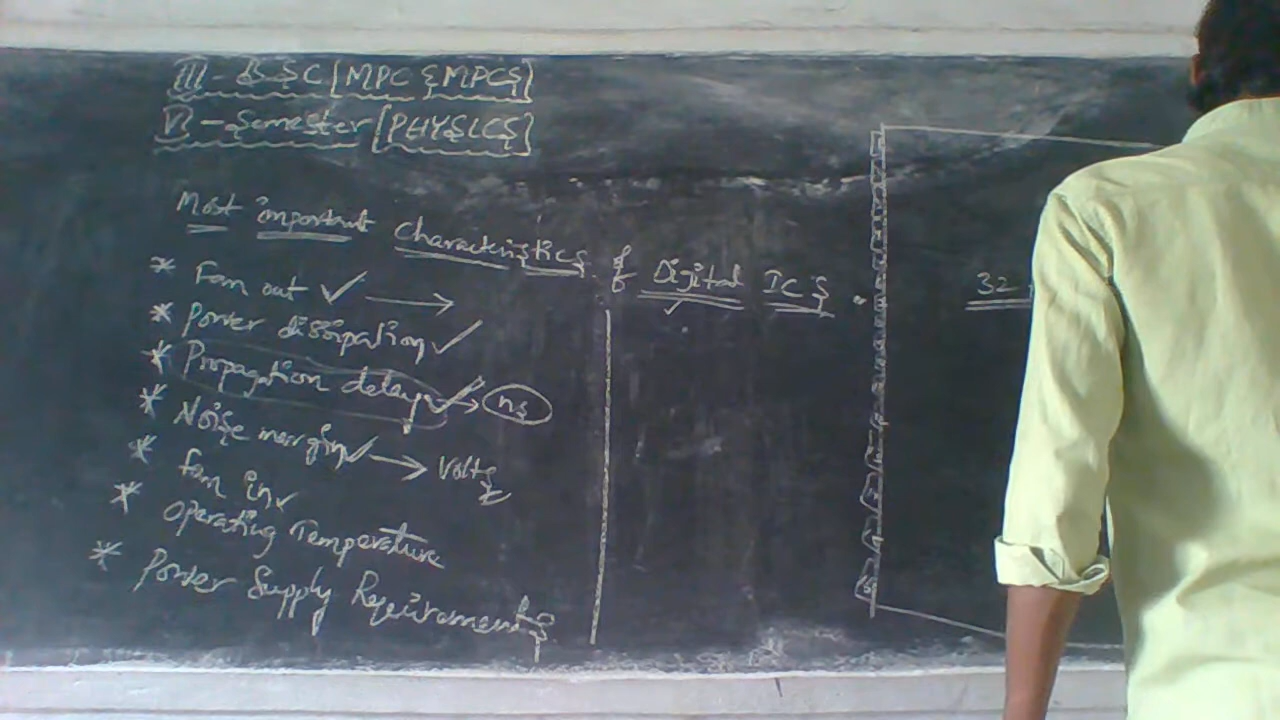 III - B.SC [MPC & MPCS]
VI - Semester [PHYSICS]
Most important characteristics of Digital ICS.
* Fan out ✓ →
* Power dissipation ✓
* Propagation delay ✓ → ns
* Noise margin ✓ → Volts
* Fan in ✓
* Operating Temperature
* Power Supply Requirements
32